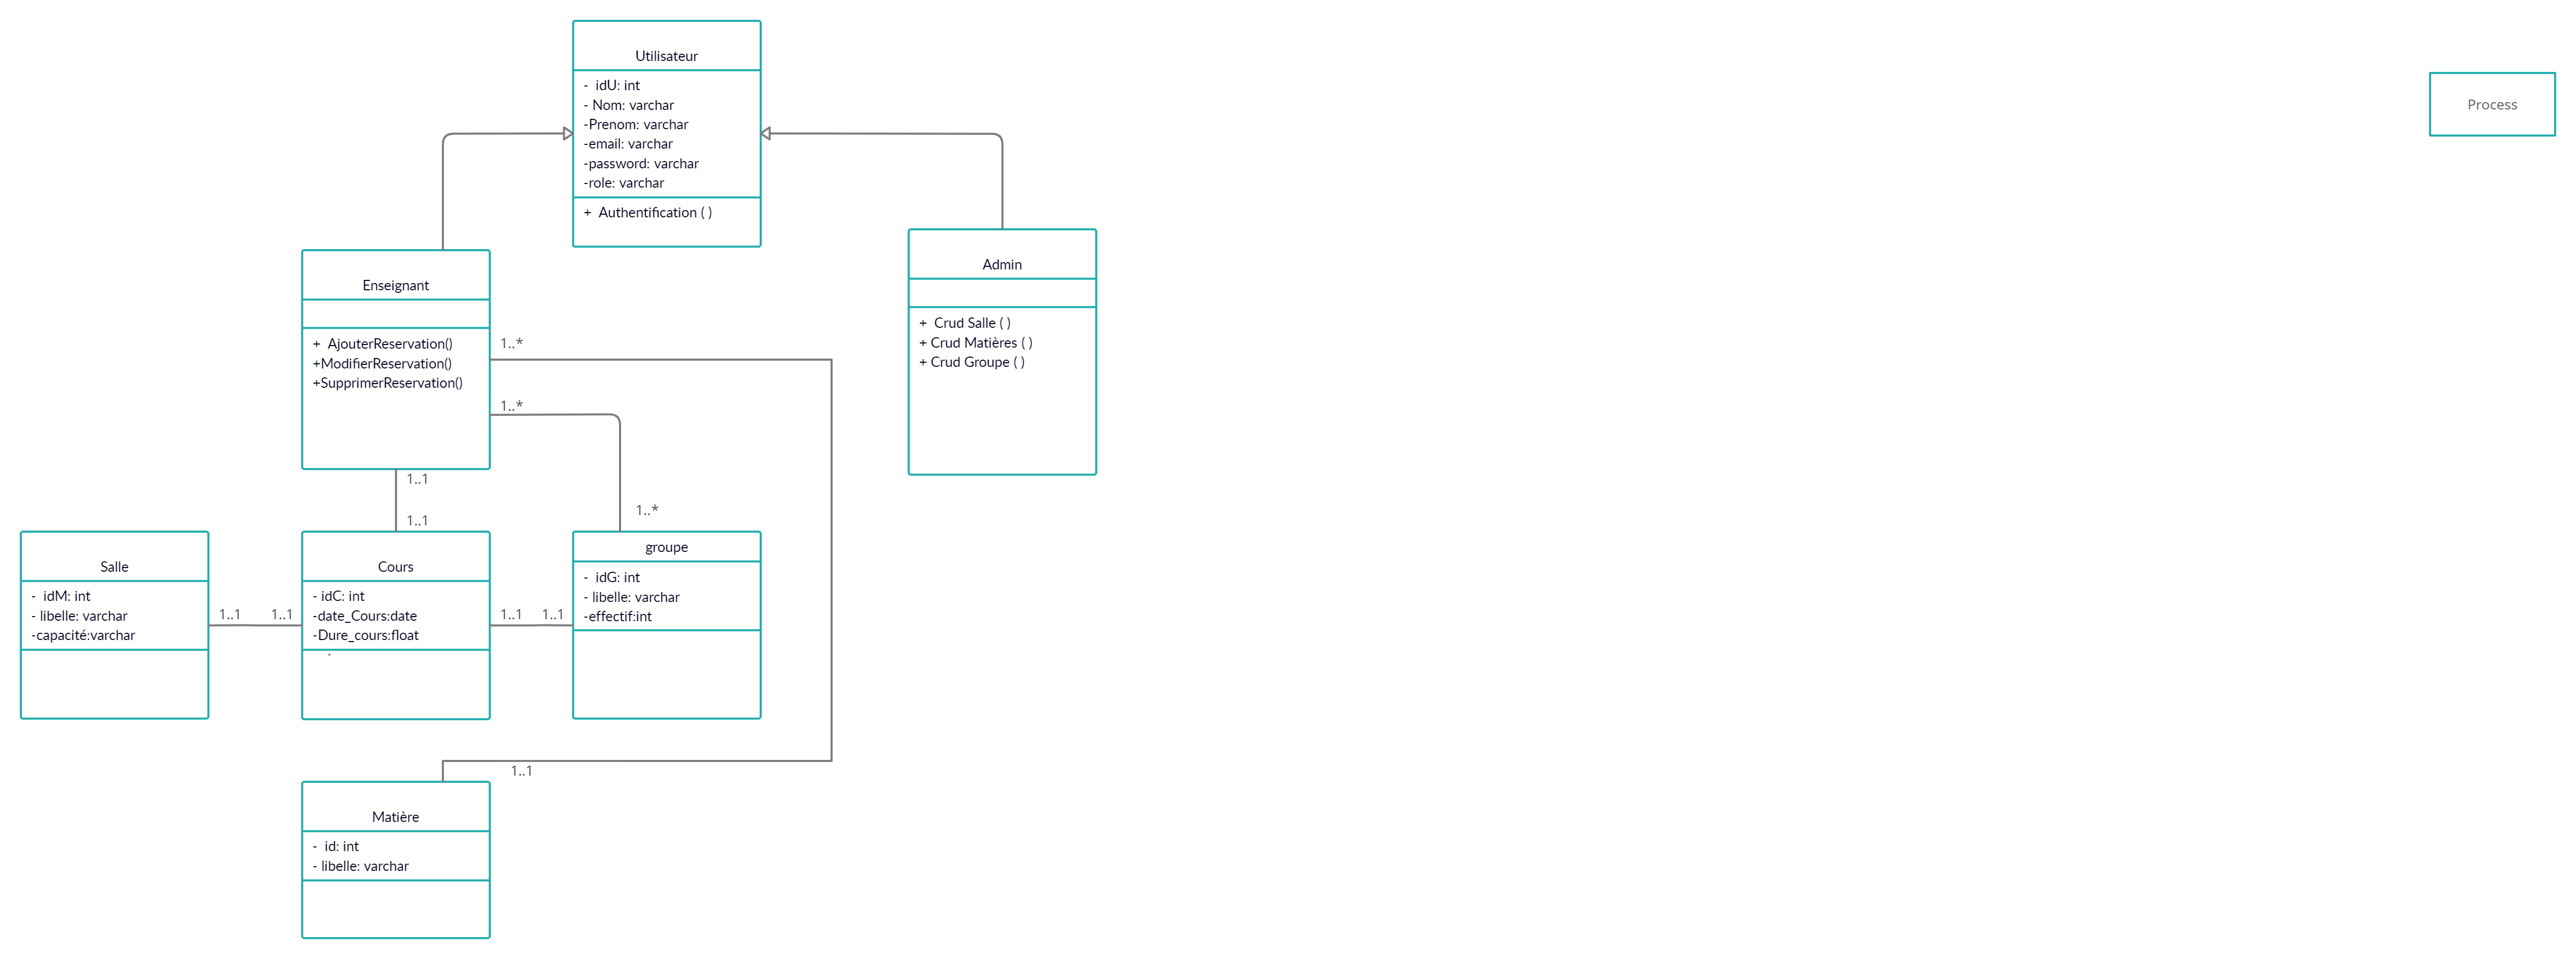 Utilisateur
-  idU: int
- Nom: varchar
-Prenom: varchar
-email: varchar
-password: varchar
-role: varchar
+  Authentification ( )
Process
Enseignant
+  AjouterReservation()
+ModifierReservation()
+SupprimerReservation()
Admin
+  Crud Salle ( )
+ Crud Matières ( )
+ Crud Groupe ( )
1..*
1..*
1..1
1..1
1..*
Salle
-  idM: int
- libelle: varchar
-capacité:varchar
1..1
1..1
Cours
- idC: int
-date_Cours:date
-Dure_cours:float
1..1
1..1
groupe
-  idG: int
- libelle: varchar
-effectif:int
1..1
Matière
-  id: int
- libelle: varchar